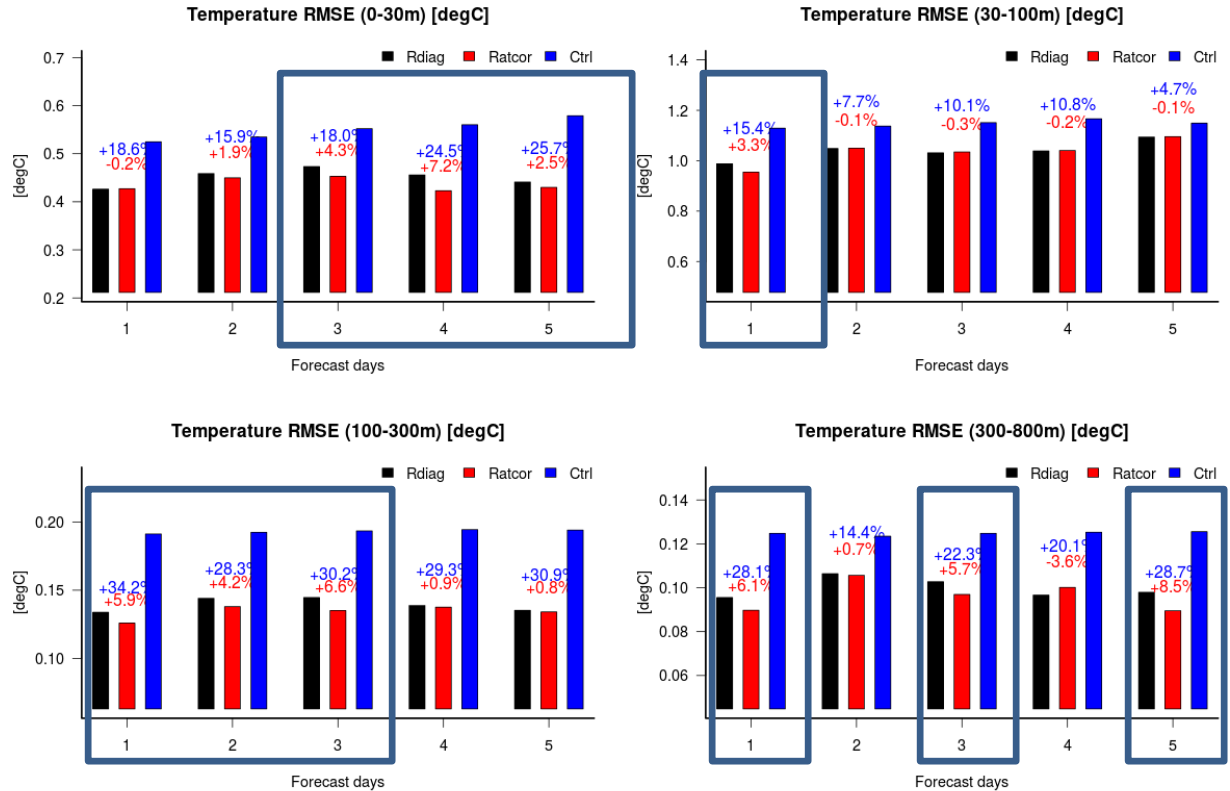 Temperature RMSE (0-30m) [degC]
Rdiag Ratcor Ctrl
[degC]
0.7
0.6
0.5
0.4
0.3
0.2
+18.6%
-0.2%
+15.9%
+1.9%
+18.0%
+4.3%
+24.5%
+7.2%
+25.7%
+2.5%
1 2 3 4 5
Forecast days
Temperature RMSE (30-100m) [degC]
Rdiag Ratcor Ctrl
[degC]
1.4
1.2
1.0
0.8
0.6
+15.4%
+3.3%
+7.7%
-0.1%
+10.1%
-0.3%
+10.8%
-0.2%
+4.7%
-0.1%
1 2 3 4 5
Forecast days
Temperature RMSE (100-300m) [degC]
Rdiag Ratcor Ctrl
[degC]
0.20
0.15
0.10
+34.2%
+5.9%
+28.3%
+4.2%
+30.2%
+6.6%
+29.3%
+0.9%
+30.9%
+0.8%
1 2 3 4 5
Forecast days
Temperature RMSE (300-800m) [degC]
Rdiag Ratcor Ctrl
[degC]
0.14
0.12
0.10
0.08
0.06
+28.1%
+6.1%
+14.4%
+0.7%
+22.3%
+5.7%
+20.1%
-3.6%
+28.7%
+8.5%
1 2 3 4 5
Forecast days